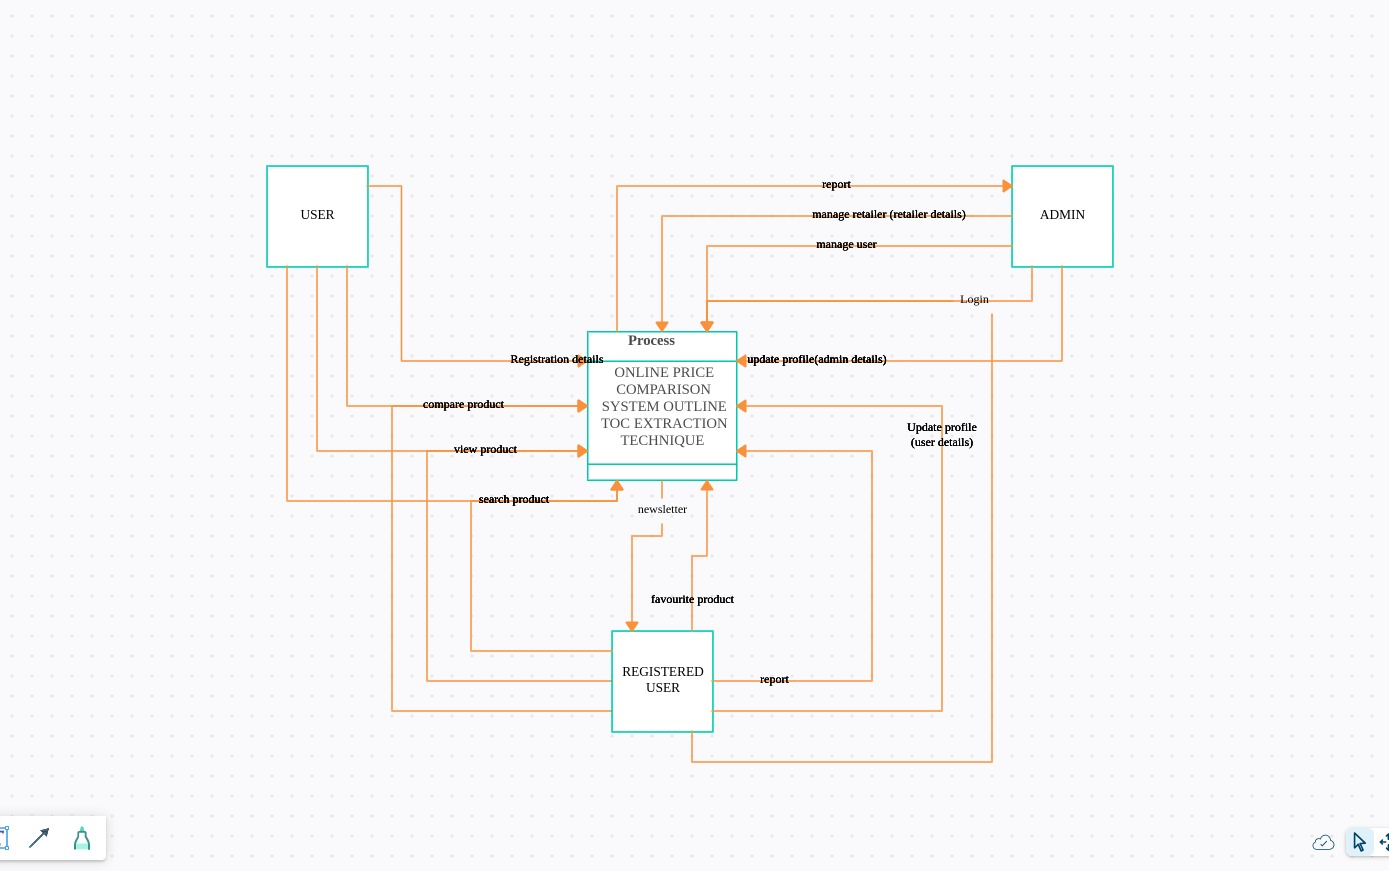 report
USER
manage retailer (retailer details)
ADMIN
manage user
Login
Process
Registration details
update profile(admin details)
ONLINE PRICE
COMPARISON
SYSTEM OUTLINE
TOC EXTRACTION
TECHNIQUE
compare product
Update profile
(user details)
view product
search product
newsletter
favourite product
REGISTERED
USER
report